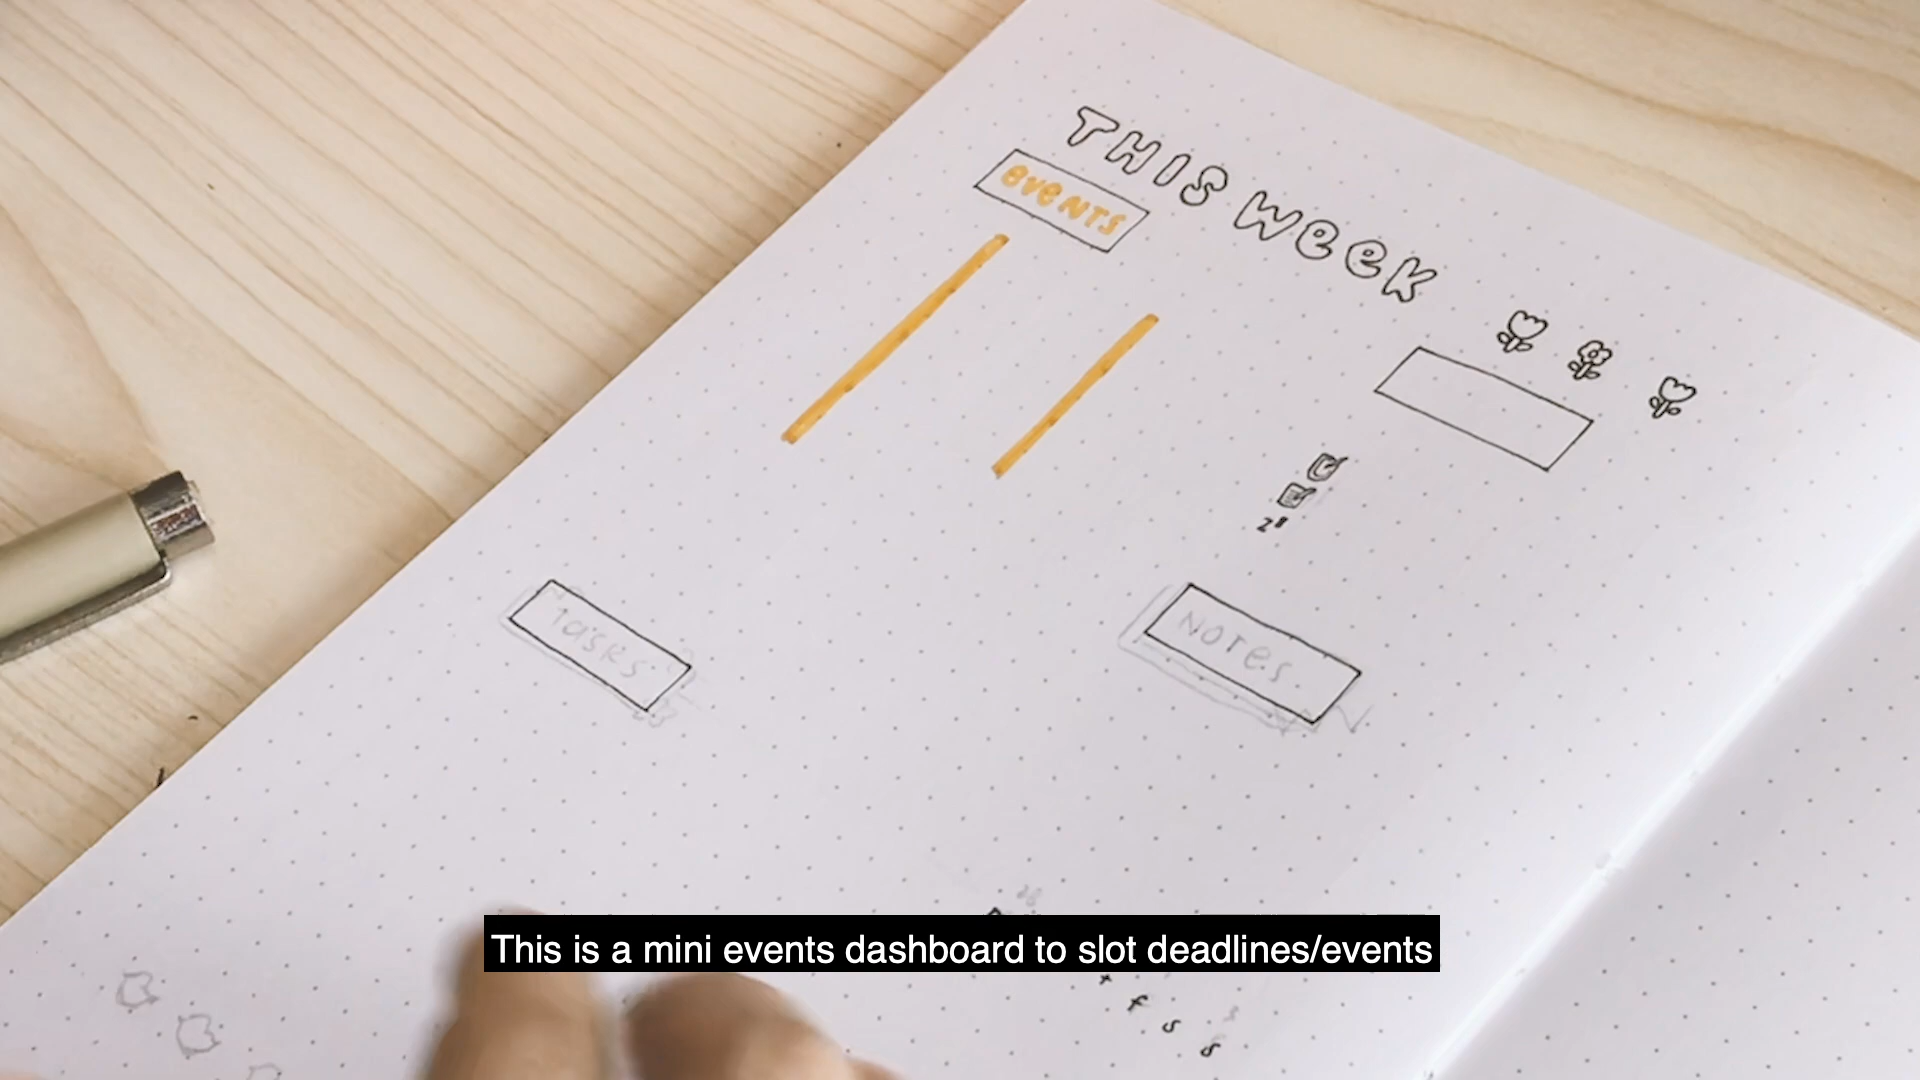 THIS WEEK
eveNTS
Tasks
NOTeS
f
s
s
This is a mini events dashboard to slot deadlines/events